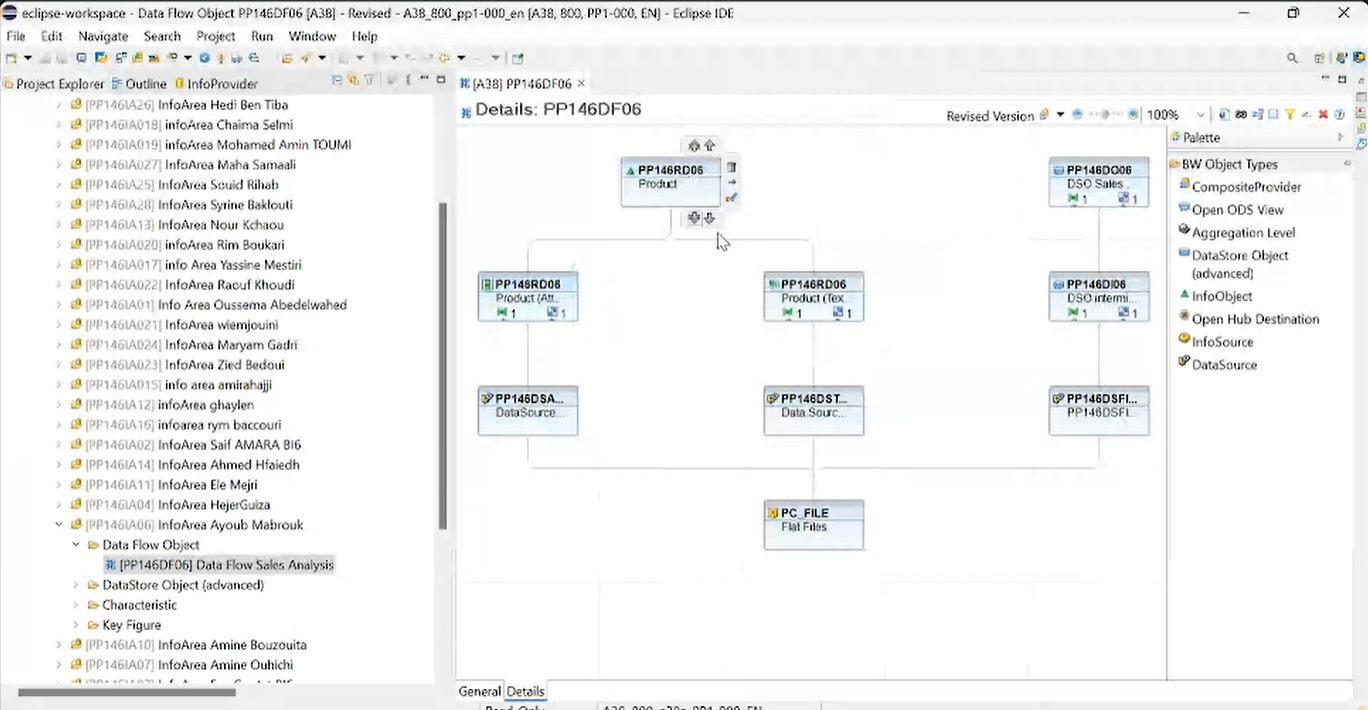 eclipse-workspace - Data Flow Object PP146DF06 [A38] - Revised - A38_800_pp1-000_en [A38, 800, PP1-000, EN] - Eclipse IDE
File Edit Navigate Search Project Run Window Help
Project Explorer Outline InfoProvider
[PP146IA26] InfoArea Hedi Ben Tiba
[PP146IA018] infoArea Chaima Selmi
[PP146IA019] infoArea Mohamed Amin TOUMI
[PP146IA027] infoArea Maha Samaali
[PP146IA25] InfoArea Souid Rihab
[PP146IA28] InfoArea Syrine Baklouti
[PP146IA13] InfoArea Nour Kchaou
[PP146IA020] infoArea Rim Boukari
[PP146IA017] info Area Yassine Mestiri
[PP146IA022] infoArea Raouf Khoudi
[PP146IA01] Info Area Oussema Abedelwahed
[PP146IA021] infoArea wiemjouini
[PP146IA024] infoArea Maryam Gadri
[PP146IA023] infoArea Zied Bedoui
[PP146IA015] info area amirahajji
[PP146IA12] infoArea ghaylen
[PP146IA16] infoarea rym baccouri
[PP146IA02] InfoArea Saif AMARA BI6
[PP146IA14] InfoArea Ahmed Hfaiedh
[PP146IA11] InfoArea Ele Mejri
[PP146IA04] InfoArea HejerGuiza
[PP146IA06] InfoArea Ayoub Mabrouk
Data Flow Object
[PP146DF06] Data Flow Sales Analysis
DataStore Object (advanced)
Characteristic
Key Figure
[PP146IA10] InfoArea Amine Bouzouita
[PP146IA07] InfoArea Amine Ouhichi
[A38] PP146DF06
Details: PP146DF06
Revised Version
100%
PP146RD06
Product
PP146DO06
DSO Sales ...
1 1
PP146RD06
Product (Att...
1 1
PP146RD06
Product (Tex...
1 1
PP146DI06
DSO intermi...
1 1
PP146DSA...
DataSource...
PP146DST...
Data Sourc...
PP146DSFI...
PP146DSFI...
PC_FILE
Flat Files
Palette
BW Object Types
CompositeProvider
Open ODS View
Aggregation Level
DataStore Object
(advanced)
InfoObject
Open Hub Destination
InfoSource
DataSource
General Details